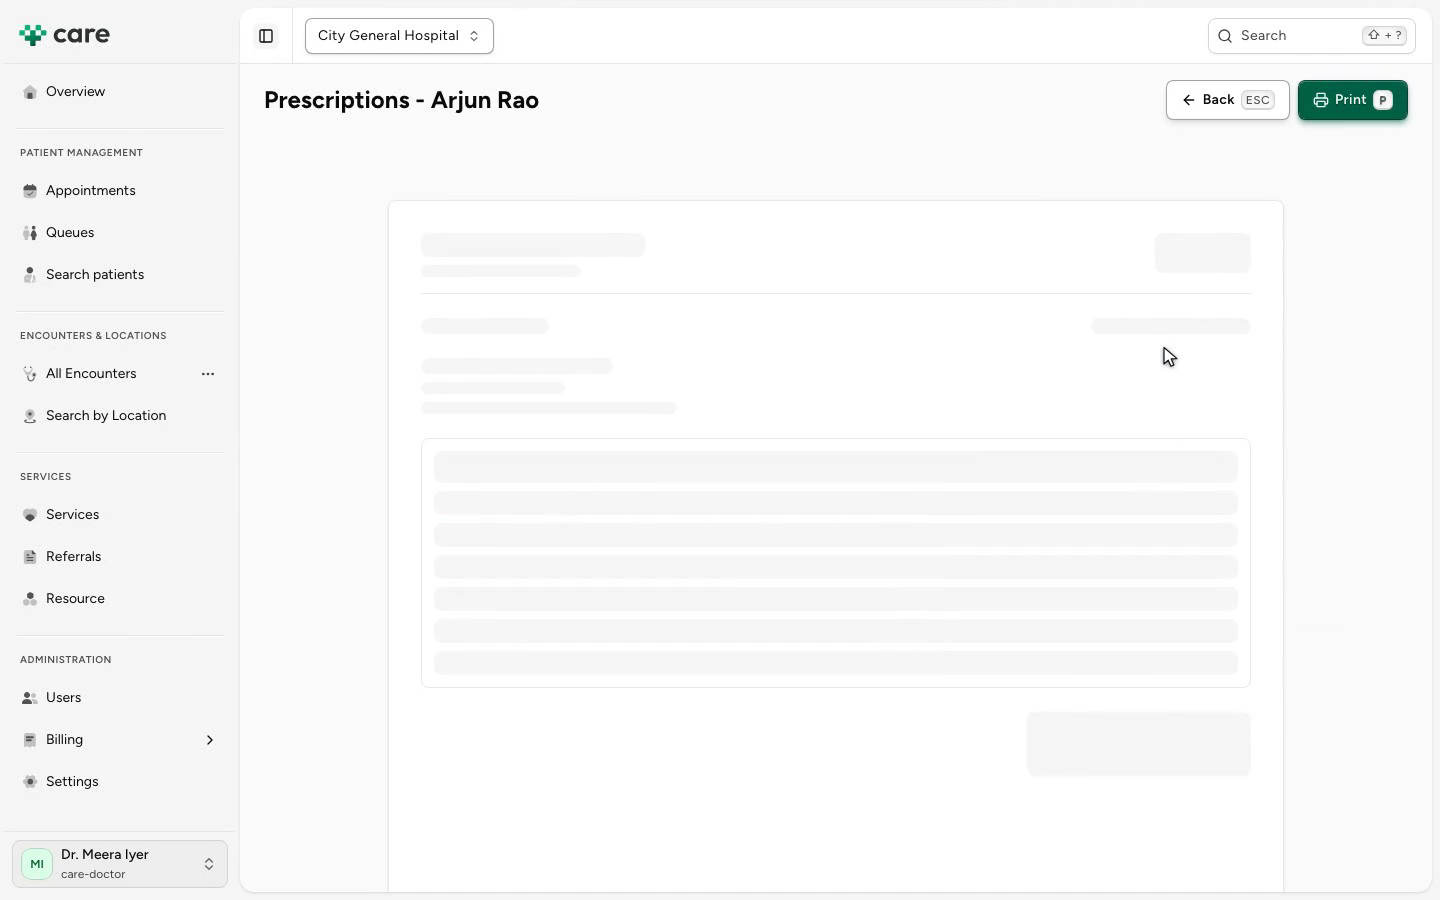 care
City General Hospital
Search
⇧ + ?
Overview
Prescriptions - Arjun Rao
Back ESC
Print P
PATIENT MANAGEMENT
Appointments
Queues
Search patients
ENCOUNTERS & LOCATIONS
All Encounters
Search by Location
SERVICES
Services
Referrals
Resource
ADMINISTRATION
Users
Billing
Settings
MI
Dr. Meera Iyer
care-doctor